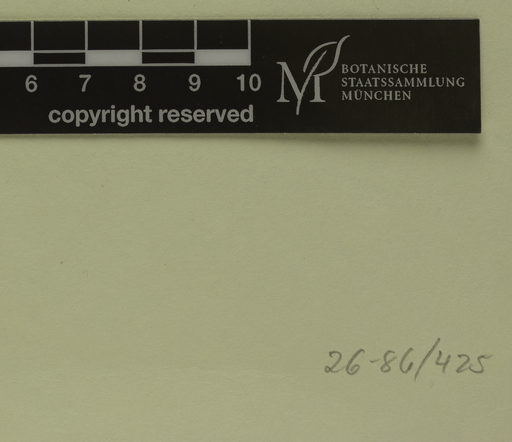 6 7 8 9 10
copyright reserved
BOTANISCHE
STAATSSAMMLUNG
MÜNCHEN
26-86/425